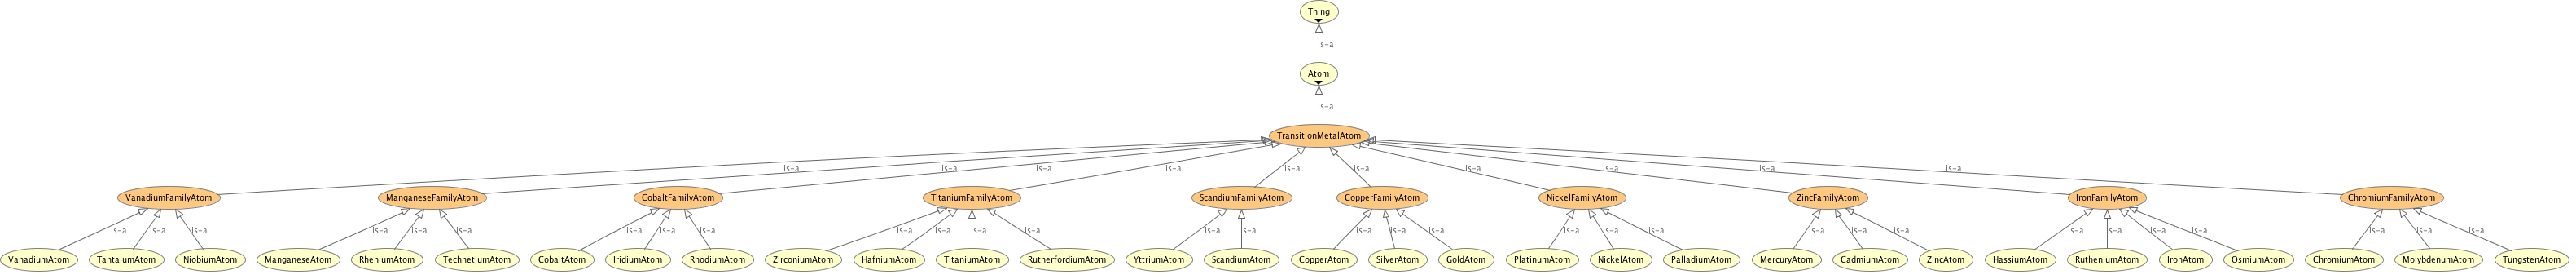 Thing
is-a
Atom
is-a
TransitionMetalAtom
is-a is-a is-a is-a is-a is-a is-a is-a is-a is-a
VanadiumFamilyAtom ManganeseFamilyAtom CobaltFamilyAtom TitaniumFamilyAtom ScandiumFamilyAtom CopperFamilyAtom NickelFamilyAtom ZincFamilyAtom IronFamilyAtom ChromiumFamilyAtom
is-a is-a is-a is-a is-a is-a is-a is-a is-a is-a is-a is-a is-a is-a is-a is-a is-a is-a is-a is-a is-a is-a is-a is-a is-a is-a is-a is-a is-a is-a is-a
VanadiumAtom TantalumAtom NiobiumAtom ManganeseAtom RheniumAtom TechnetiumAtom CobaltAtom IridiumAtom RhodiumAtom ZirconiumAtom HafniumAtom TitaniumAtom RutherfordiumAtom YttriumAtom ScandiumAtom CopperAtom SilverAtom GoldAtom PlatinumAtom NickelAtom PalladiumAtom MercuryAtom CadmiumAtom ZincAtom HassiumAtom RutheniumAtom IronAtom OsmiumAtom ChromiumAtom MolybdenumAtom TungstenAtom